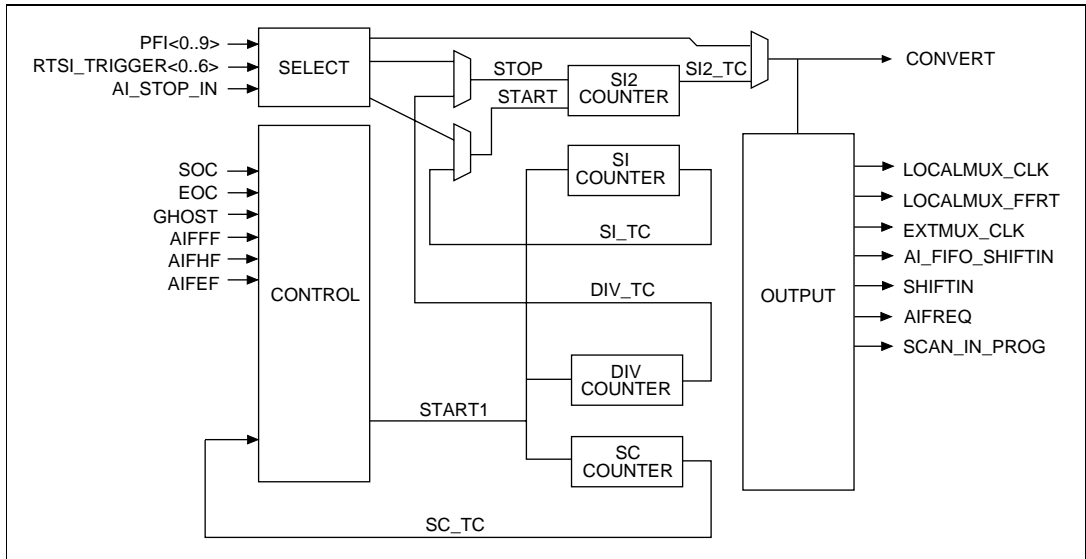 PFI<0..9>
RTSI_TRIGGER<0..6>
AI_STOP_IN
SELECT
STOP
START
SI2
COUNTER
SI2_TC
CONVERT
SOC
EOC
GHOST
AIFFF
AIFHF
AIFEF
CONTROL
SI
COUNTER
SI_TC
DIV_TC
DIV
COUNTER
START1
SC
COUNTER
SC_TC
OUTPUT
LOCALMUX_CLK
LOCALMUX_FFRT
EXTMUX_CLK
AI_FIFO_SHIFTIN
SHIFTIN
AIFREQ
SCAN_IN_PROG